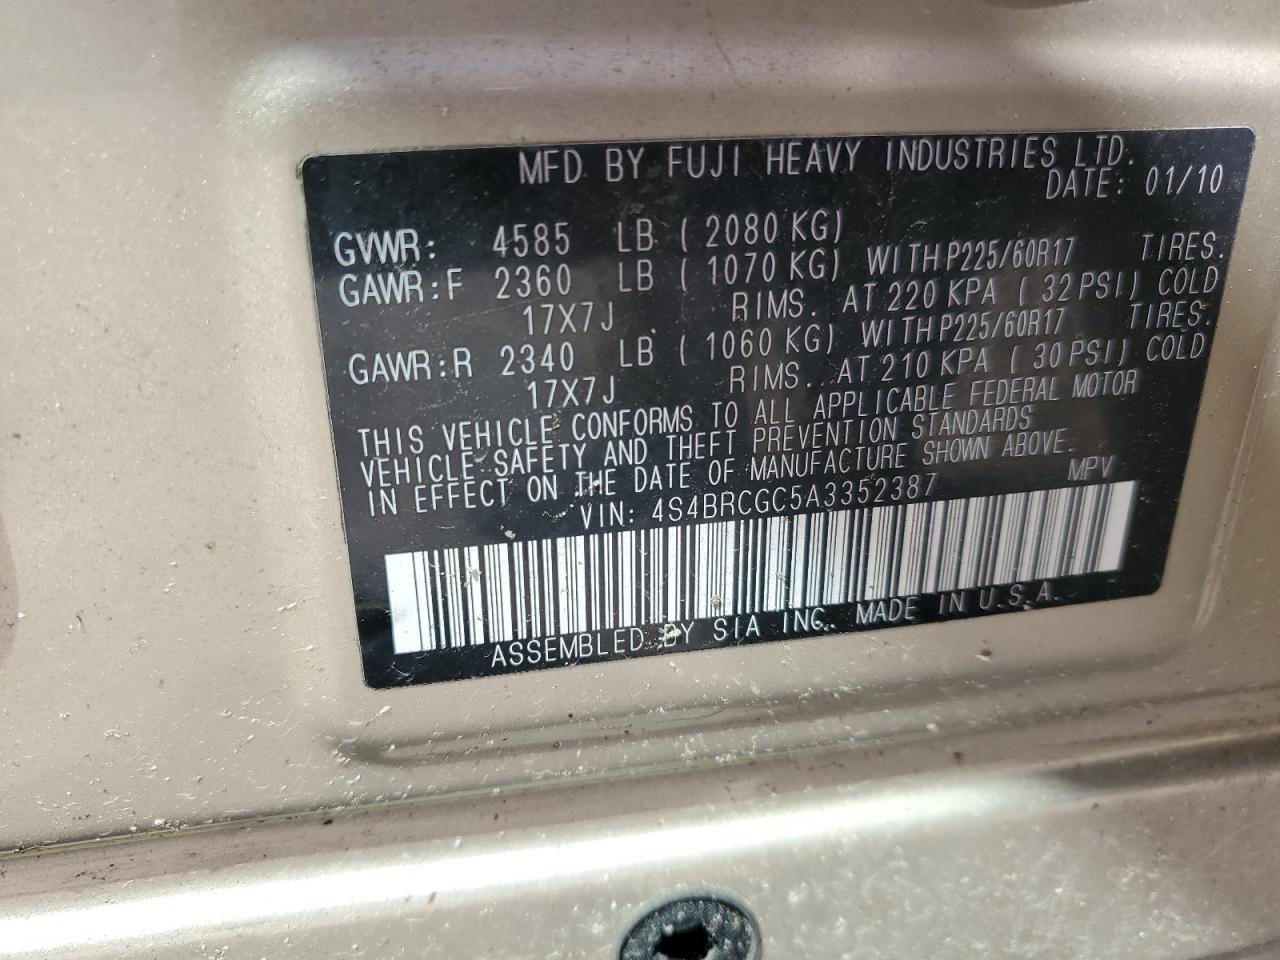 MFD BY FUJI HEAVY INDUSTRIES LTD.
DATE: 01/10
GVWR: 4585 LB ( 2080 KG)
GAWR:F 2360 LB ( 1070 KG) WITH P225/60R17 TIRES.
17X7J RIMS. AT 220 KPA ( 32 PSI) COLD
GAWR:R 2340 LB ( 1060 KG) WITH P225/60R17 TIRES.
17X7J RIMS. AT 210 KPA ( 30 PSI) COLD
THIS VEHICLE CONFORMS TO ALL APPLICABLE FEDERAL MOTOR
VEHICLE SAFETY AND THEFT PREVENTION STANDARDS
IN EFFECT ON THE DATE OF MANUFACTURE SHOWN ABOVE.
VIN: 4S4BRCGC5A3352387 MPV
ASSEMBLED BY SIA INC. MADE IN U.S.A.